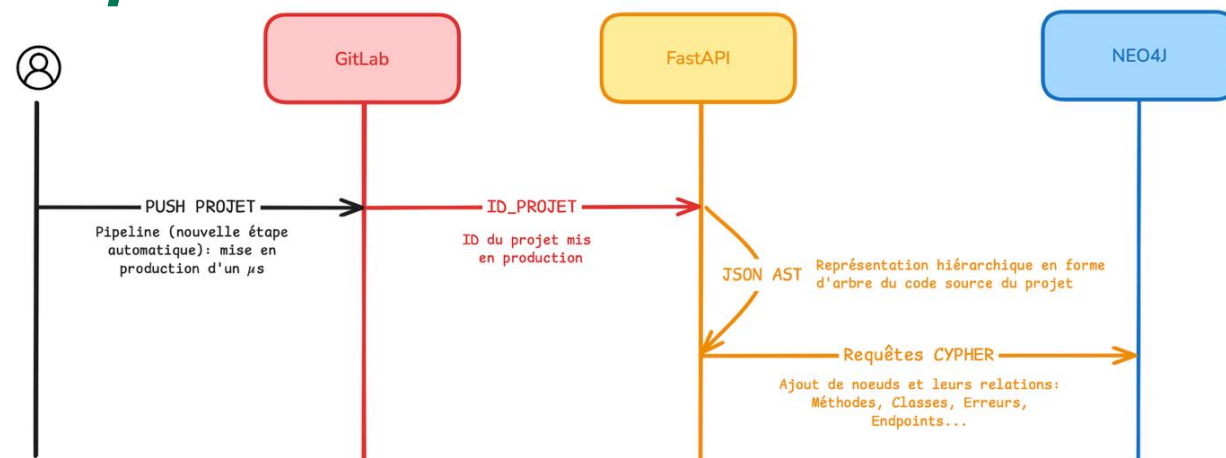 GitLab
FastAPI
NEO4J
PUSH PROJET
Pipeline (nouvelle étape
automatique): mise en
production d'un µs
ID_PROJET
ID du projet mis
en production
JSON AST
Représentation hiérarchique en forme
d'arbre du code source du projet
Requêtes CYPHER
Ajout de noeuds et leurs relations:
Méthodes, Classes, Erreurs,
Endpoints...